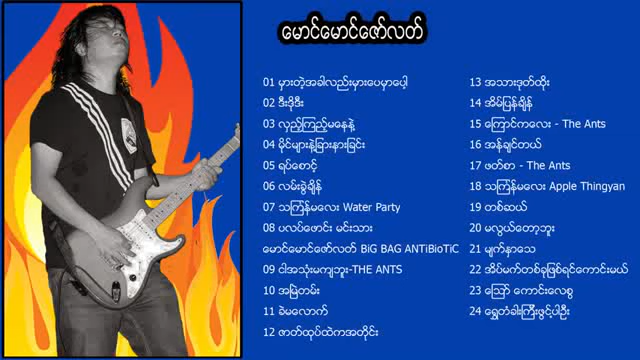 မောင်မောင်ဇော်လတ်
01 မှားတဲ့အခါလည်းမှားပေမှာပေါ့
02 ဒီးဒိုဒီး
03 လှည့်ကြည့်မနေနဲ့
04 မိုင်များနဲ့ခြားနားခြင်း
05 ရပ်စောင့်
06 လမ်းခွဲချိန်
07 သင်္ကြန်မလေး Water Party
08 ပလပ်ဖောင်း မင်းသား
မောင်မောင်ဇော်လတ် BiG BAG ANTiBioTiC
09 ငါအသုံးမကျဘူး-THE ANTS
10 အမြဲတမ်း
11 ခဲမလောက်
12 ဇာတ်ထုပ်ထဲကအတိုင်း
13 အသားဒုတ်ထိုး
14 အိမ်ပြန်ချိန်
15 ကြောင်ကလေး - The Ants
16 အန်ချင်တယ်
17 ဖတ်စာ - The Ants
18 သင်္ကြန်မလေး Apple Thingyan
19 တစ်ဆယ်
20 မလွယ်တော့ဘူး
21 မျက်နှာသေ
22 အိပ်မက်တစ်ခုဖြစ်ရင်ကောင်းမယ်
23 ဪ ကောင်းလေစွ
24 ရွှေတံခါးကြီးဖွင့်ပါဦး